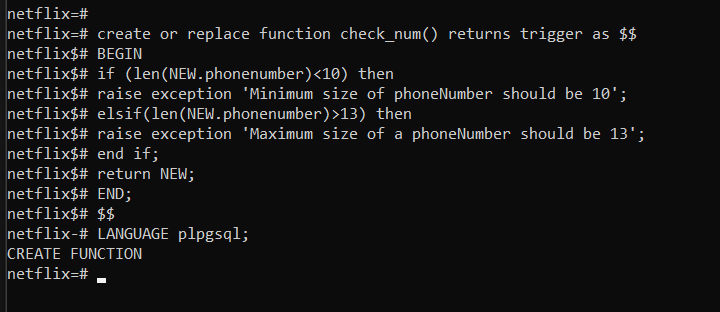 netflix=#
netflix=# create or replace function check_num() returns trigger as $$
netflix$# BEGIN
netflix$# if (len(NEW.phonenumber)<10) then
netflix$# raise exception 'Minimum size of phoneNumber should be 10';
netflix$# elsif(len(NEW.phonenumber)>13) then
netflix$# raise exception 'Maximum size of a phoneNumber should be 13';
netflix$# end if;
netflix$# return NEW;
netflix$# END;
netflix$# $$
netflix-# LANGUAGE plpgsql;
CREATE FUNCTION
netflix=#